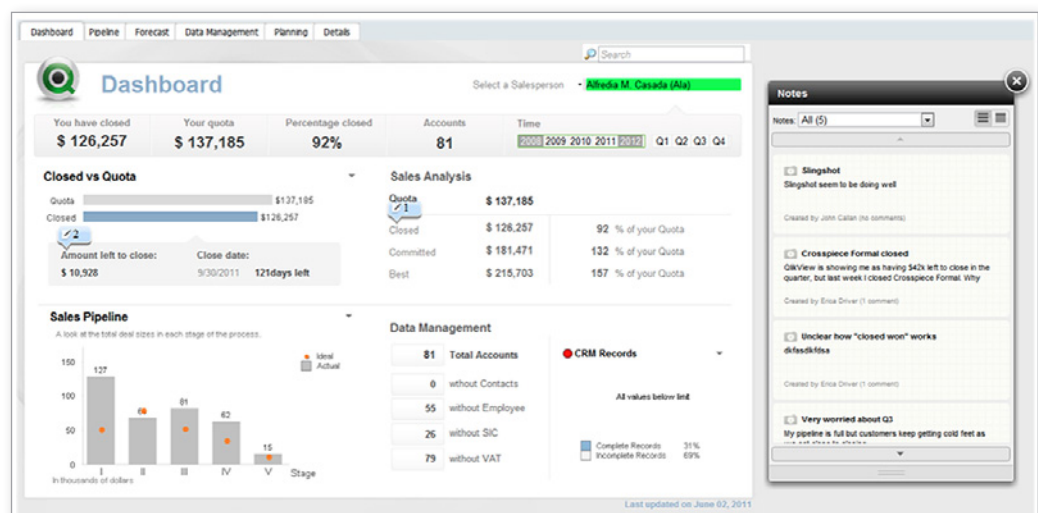 Dashboard Pipeline Forecast Data Management Planning Details
Search
Dashboard
Select a Salesperson
Alfredia M. Casada (Ala)
You have closed Your quota Percentage closed Accounts Time
$ 126,257 $ 137,185 92% 81 2008 2009 2010 2011 2012 Q1 Q2 Q3 Q4
Closed vs Quota
Quota $137,185
Closed $126,257
2
Amount left to close: Close date:
$ 10,928 9/30/2011 121days left
Sales Analysis
Quota $ 137,185
1
Closed $ 126,257 92 % of your Quota
Committed $ 181,471 132 % of your Quota
Best $ 215,703 157 % of your Quota
Sales Pipeline
A look at the total deal sizes in each stage of the process.
Ideal
Actual
150
100
50
0
127
81
62
15
I II III IV V Stage
In thousands of dollars
Data Management
81 Total Accounts
0 without Contacts
55 without Employee
26 without SIC
79 without VAT
CRM Records
All values below limit
Complete Records 31%
Incomplete Records 69%
Last updated on June 02, 2011
Notes
Notes: All (5)
Slingshot
Slingshot seem to be doing well
Created by John Callan (no comments)
Crosspiece Formal closed
QlikView is showing me as having $42k left to close in the
quarter, but last week I closed Crosspiece Formal. Why
Created by Erica Driver (1 comment)
Unclear how "closed won" works
dkfasdkfdsa
Created by Erica Driver (1 comment)
Very worried about Q3
My pipeline is full but customers keep getting cold feet as